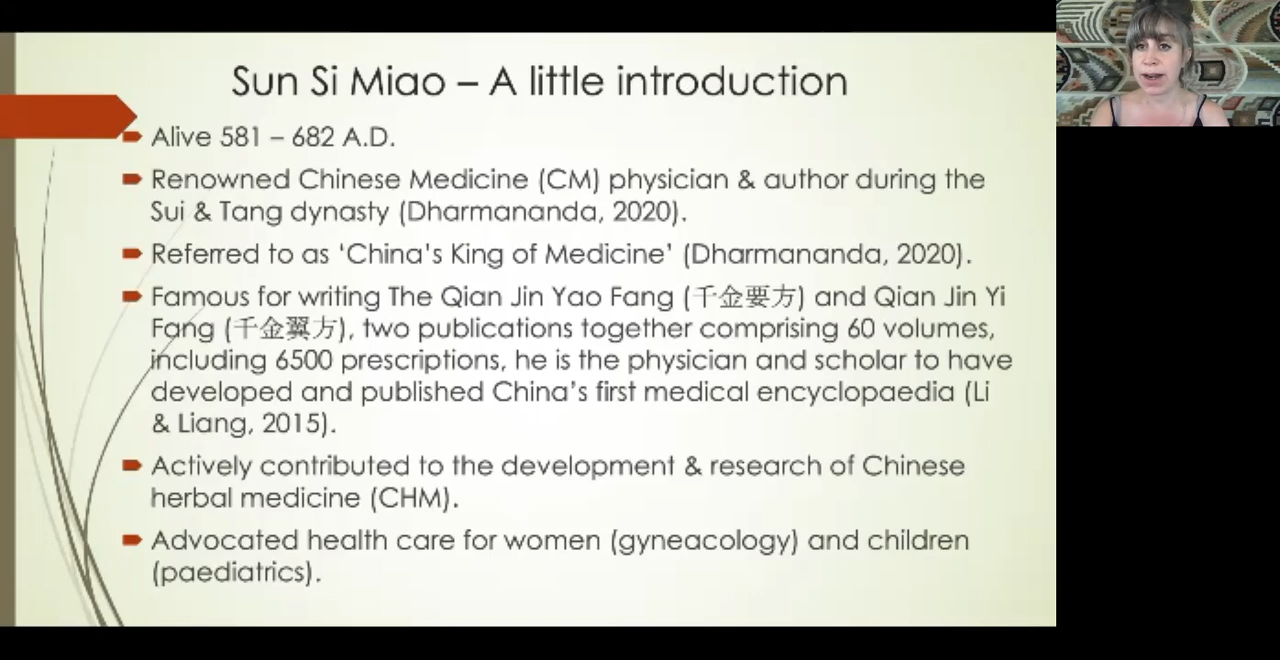 Sun Si Miao – A little introduction
Alive 581 – 682 A.D.
Renowned Chinese Medicine (CM) physician & author during the
Sui & Tang dynasty (Dharmananda, 2020).
Referred to as ‘China’s King of Medicine’ (Dharmananda, 2020).
Famous for writing The Qian Jin Yao Fang (千金要方) and Qian Jin Yi
Fang (千金翼方), two publications together comprising 60 volumes,
including 6500 prescriptions, he is the physician and scholar to have
developed and published China’s first medical encyclopaedia (Li
& Liang, 2015).
Actively contributed to the development & research of Chinese
herbal medicine (CHM).
Advocated health care for women (gyneacology) and children
(paediatrics).